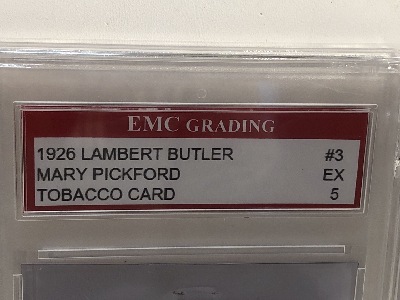 EMC GRADING
1926 LAMBERT BUTLER #3
MARY PICKFORD EX
TOBACCO CARD 5